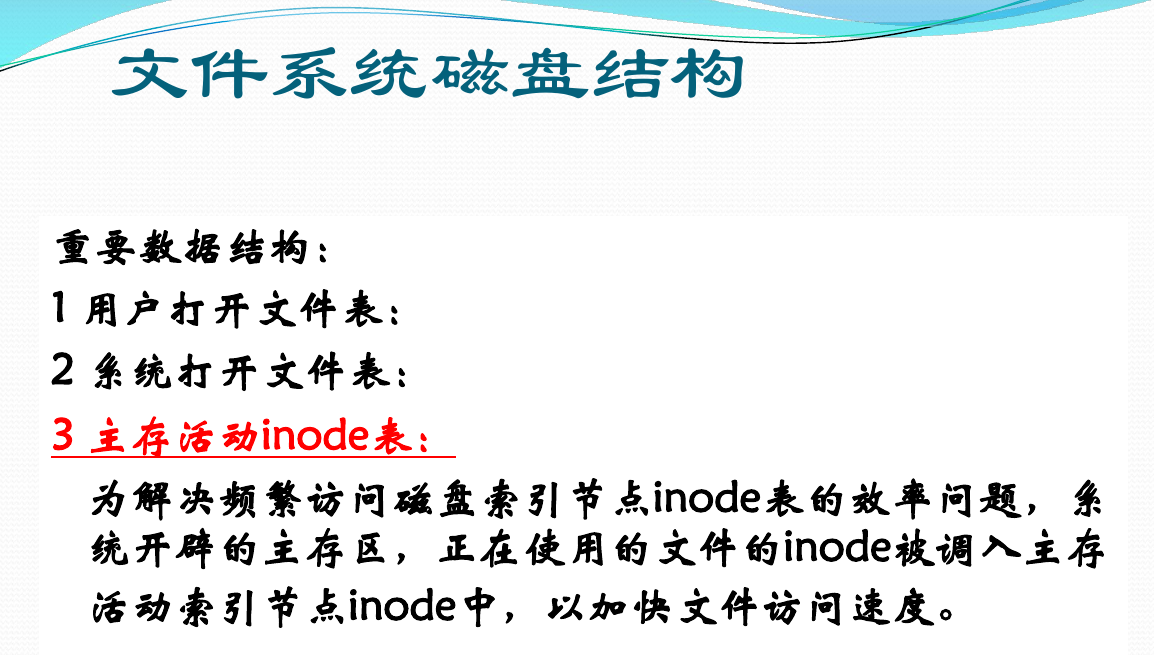 文件系统磁盘结构
重要数据结构：
1 用户打开文件表：
2 系统打开文件表：
3 主存活动inode表：
为解决频繁访问磁盘索引节点inode表的效率问题，系
统开辟的主存区，正在使用的文件的inode被调入主存
活动索引节点inode中，以加快文件访问速度。